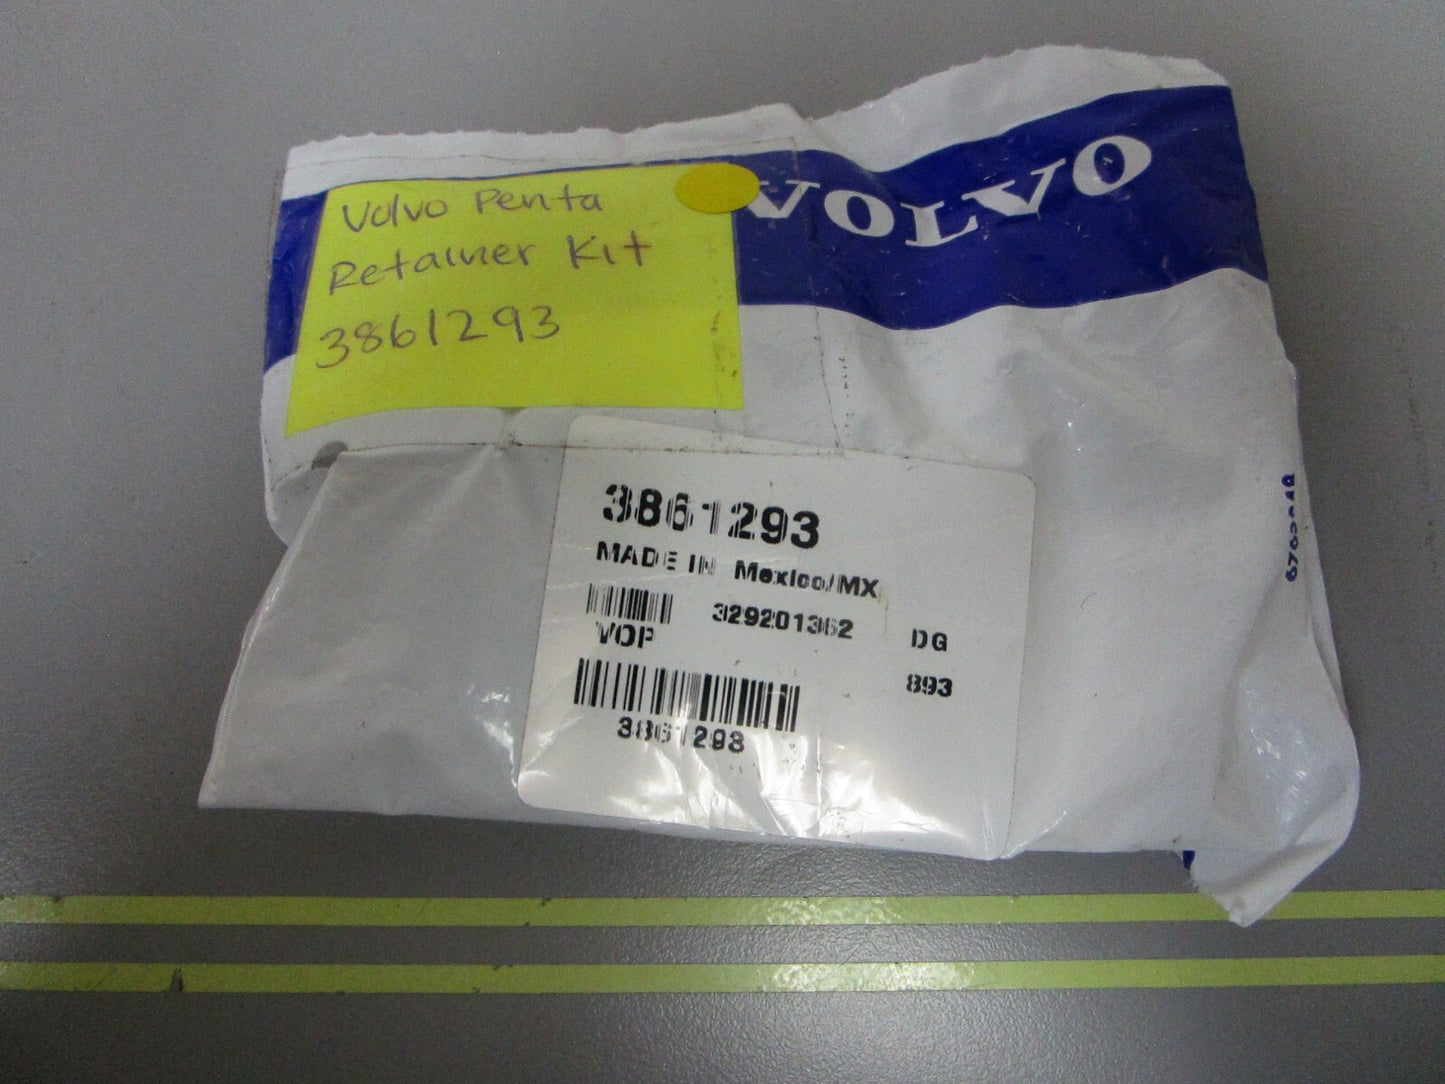 VOLVO
Volvo Penta
Retainer Kit
3861293
3861293
MADE IN Mexico/MX
329201362 DG
VOP
893
3861293